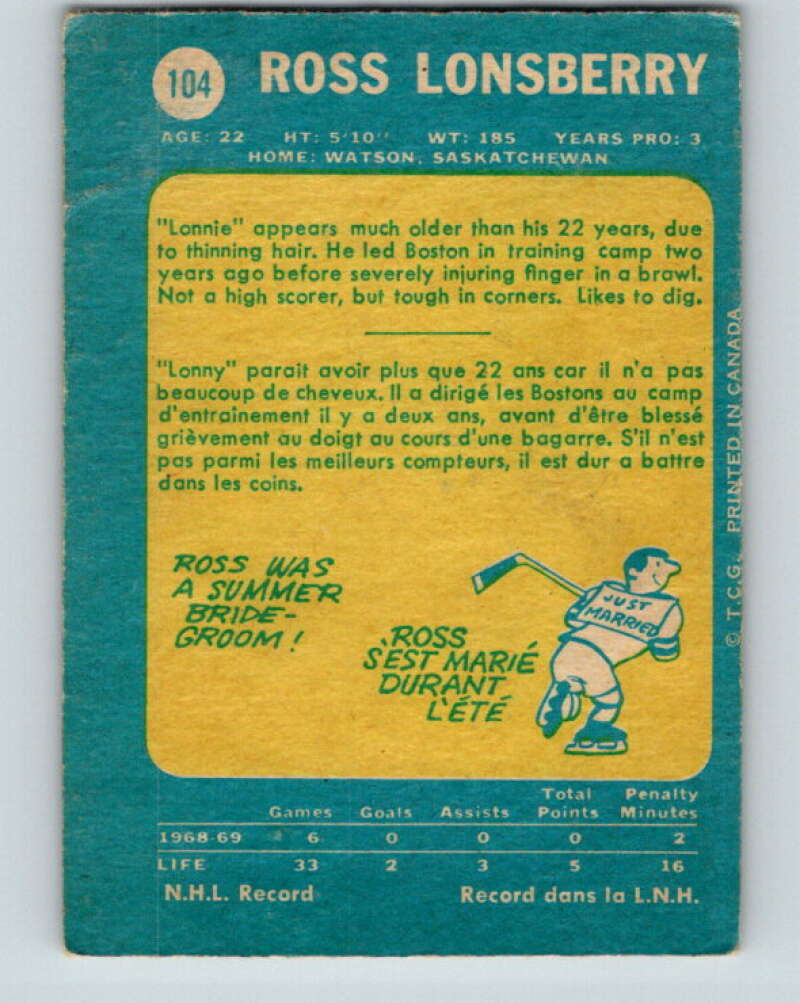 104
ROSS LONSBERRY
AGE: 22 HT: 5'10'' WT: 185 YEARS PRO: 3
HOME: WATSON, SASKATCHEWAN
"Lonnie" appears much older than his 22 years, due
to thinning hair. He led Boston in training camp two
years ago before severely injuring finger in a brawl.
Not a high scorer, but tough in corners. Likes to dig.
"Lonny" parait avoir plus que 22 ans car il n'a pas
beaucoup de cheveux. Il a dirigé les Bostons au camp
d'entrainement il y a deux ans, avant d'être blessé
grièvement au doigt au cours d'une bagarre. S'il n'est
pas parmi les meilleurs compteurs, il est dur a battre
dans les coins.
ROSS WAS
A SUMMER
BRIDE-
GROOM!
ROSS
S'EST MARIÉ
DURANT
L'ÉTÉ
JUST
MARRIED
© T.C.G. PRINTED IN CANADA
Games Goals Assists Total Points Penalty Minutes
1968-69 6 0 0 0 2
LIFE 33 2 3 5 16
N.H.L. Record Record dans la L.N.H.